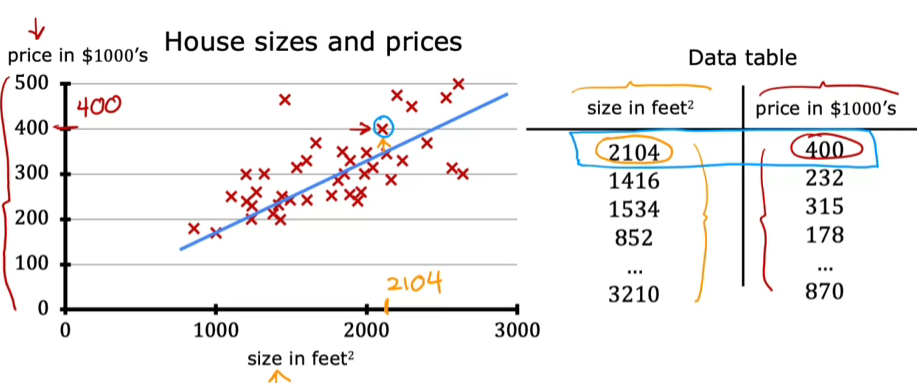 House sizes and prices
price in $1000's
500
400
400
300
200
100
0
2104
0 1000 2000 3000
size in feet²
Data table
size in feet² price in $1000's
2104 400
1416 232
1534 315
852 178
... ...
3210 870